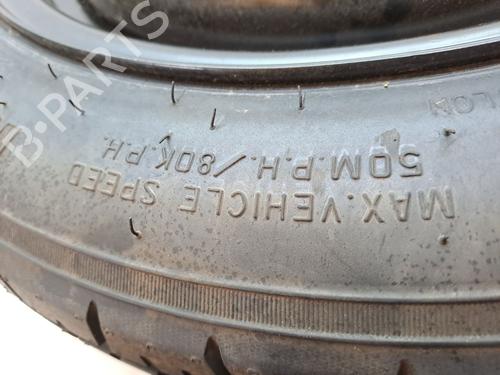 MAX. VEHICLE SPEED
50M.P.H./80K.P.H.
B-PARTS